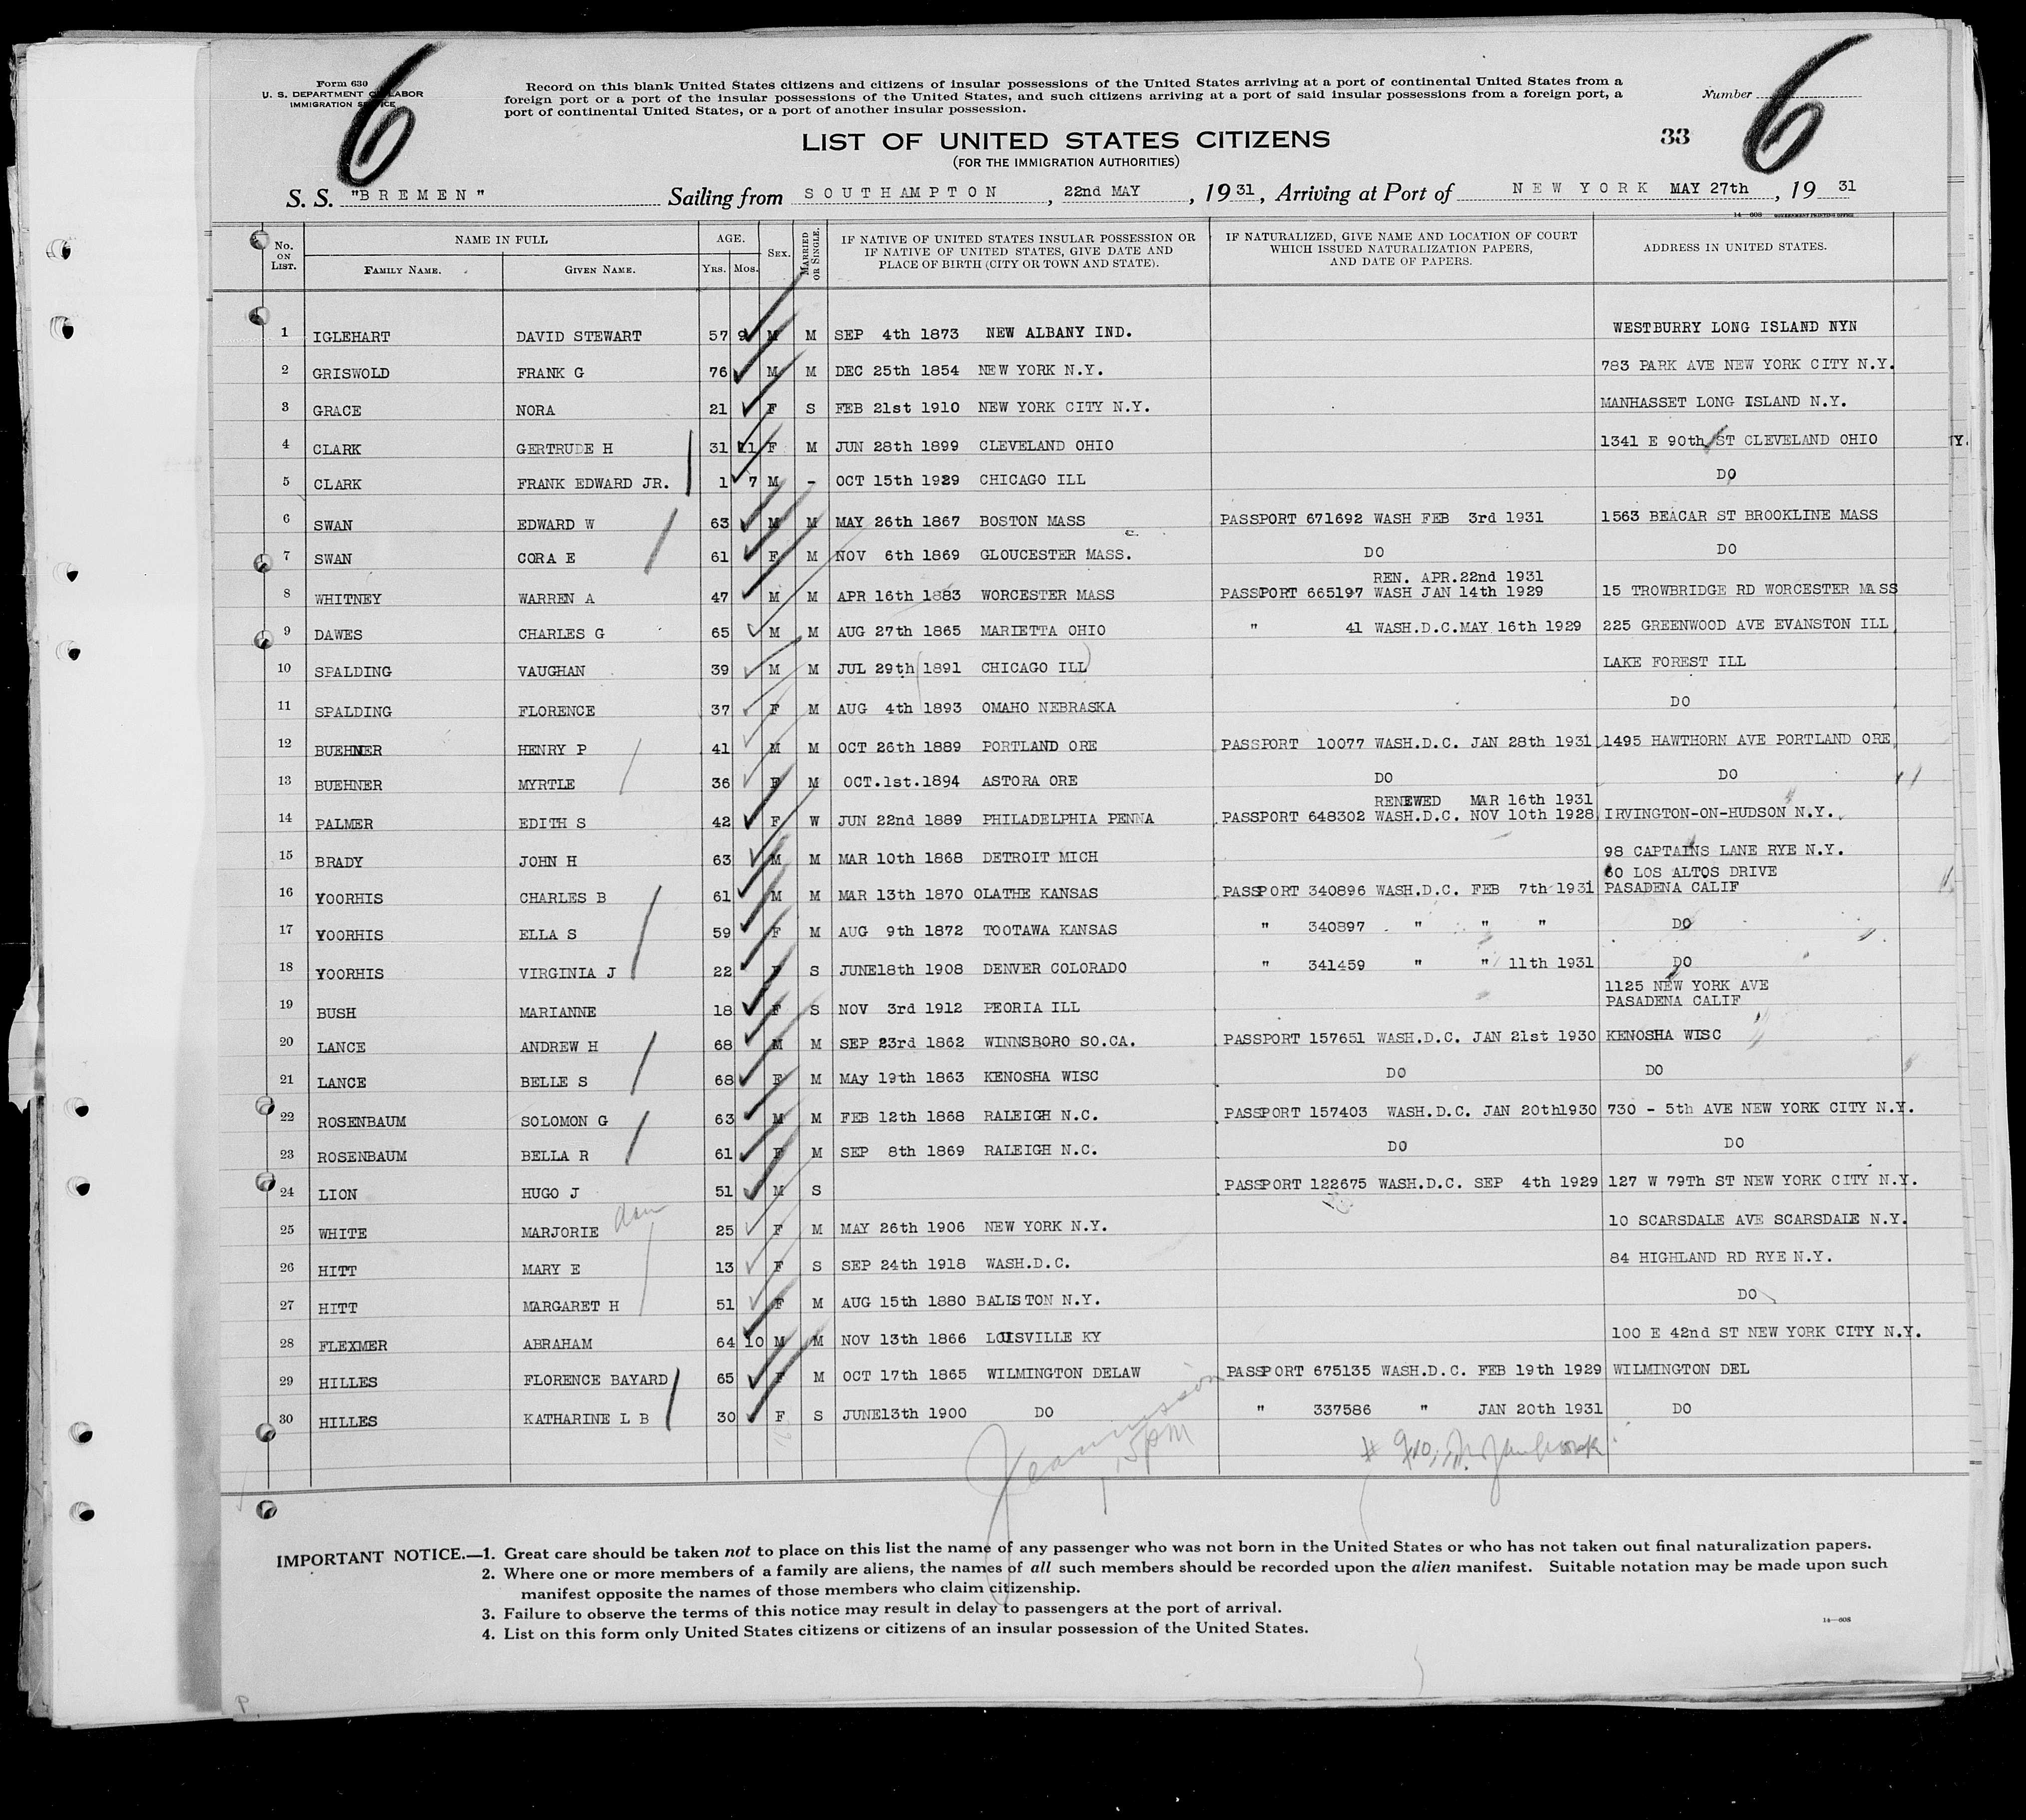 6
6
Form 630
U. S. DEPARTMENT OF LABOR
IMMIGRATION SERVICE
Record on this blank United States citizens and citizens of insular possessions of the United States arriving at a port of continental United States from a
foreign port or a port of the insular possessions of the United States, and such citizens arriving at a port of said insular possessions from a foreign port, a
port of continental United States, or a port of another insular possession.
Number
LIST OF UNITED STATES CITIZENS
33
(FOR THE IMMIGRATION AUTHORITIES)
S. S. "BREMEN" Sailing from SOUTHAMPTON, 22nd MAY, 1931, Arriving at Port of NEW YORK MAY 27th, 19 31
14—608 GOVERNMENT PRINTING OFFICE
No. ON LIST. NAME IN FULL FAMILY NAME. GIVEN NAME. AGE. YRS. MOS. SEX. MARRIED OR SINGLE. IF NATIVE OF UNITED STATES INSULAR POSSESSION OR IF NATIVE OF UNITED STATES, GIVE DATE AND PLACE OF BIRTH (CITY OR TOWN AND STATE). IF NATURALIZED, GIVE NAME AND LOCATION OF COURT WHICH ISSUED NATURALIZATION PAPERS, AND DATE OF PAPERS. ADDRESS IN UNITED STATES.
1 IGLEHART DAVID STEWART 57 9 M M SEP 4th 1873 NEW ALBANY IND. WESTBURRY LONG ISLAND NYN
2 GRISWOLD FRANK G 76 M M DEC 25th 1854 NEW YORK N.Y. 783 PARK AVE NEW YORK CITY N.Y.
3 GRACE NORA 21 F S FEB 21st 1910 NEW YORK CITY N.Y. MANHASSET LONG ISLAND N.Y.
4 CLARK GERTRUDE H 31 11 F M JUN 28th 1899 CLEVELAND OHIO 1341 E 90th ST CLEVELAND OHIO Y.
5 CLARK FRANK EDWARD JR. 1 7 M - OCT 15th 1929 CHICAGO ILL DO
6 SWAN EDWARD W 63 M M MAY 26th 1867 BOSTON MASS PASSPORT 671692 WASH FEB 3rd 1931 1563 BEACAR ST BROOKLINE MASS
7 SWAN CORA E 61 F M NOV 6th 1869 GLOUCESTER MASS. DO DO
REN. APR.22nd 1931
8 WHITNEY WARREN A 47 M M APR 16th 1883 WORCESTER MASS PASSPORT 665197 WASH JAN 14th 1929 15 TROWBRIDGE RD WORCESTER MASS
9 DAWES CHARLES G 65 M M AUG 27th 1865 MARIETTA OHIO " 41 WASH.D.C.MAY 16th 1929 225 GREENWOOD AVE EVANSTON ILL
10 SPALDING VAUGHAN 39 M M JUL 29th 1891 CHICAGO ILL LAKE FOREST ILL
11 SPALDING FLORENCE 37 F M AUG 4th 1893 OMAHO NEBRASKA DO
12 BUEHNER HENRY P 41 M M OCT 26th 1889 PORTLAND ORE PASSPORT 10077 WASH.D.C. JAN 28th 1931 1495 HAWTHORN AVE PORTLAND ORE
13 BUEHNER MYRTLE 36 F M OCT.1st.1894 ASTORA ORE DO DO
RENEWED MAR 16th 1931
14 PALMER EDITH S 42 F W JUN 22nd 1889 PHILADELPHIA PENNA PASSPORT 648302 WASH.D.C. NOV 10th 1928 IRVINGTON-ON-HUDSON N.Y.
15 BRADY JOHN H 63 M M MAR 10th 1868 DETROIT MICH 98 CAPTAINS LANE RYE N.Y.
60 LOS ALTOS DRIVE
16 YOORHIS CHARLES B 61 M M MAR 13th 1870 OLATHE KANSAS PASSPORT 340896 WASH.D.C. FEB 7th 1931 PASADENA CALIF
17 YOORHIS ELLA S 59 F M AUG 9th 1872 TOOTAWA KANSAS " 340897 " " " DO
18 YOORHIS VIRGINIA J 22 F S JUNE18th 1908 DENVER COLORADO " 341459 " " 11th 1931 DO
1125 NEW YORK AVE
19 BUSH MARIANNE 18 F S NOV 3rd 1912 PEORIA ILL PASADENA CALIF
20 LANCE ANDREW H 68 M M SEP 23rd 1862 WINNSBORO SO.CA. PASSPORT 157651 WASH.D.C. JAN 21st 1930 KENOSHA WISC
21 LANCE BELLE S 68 F M MAy 19th 1863 KENOSHA WISC DO DO
22 ROSENBAUM SOLOMON G 63 M M FEB 12th 1868 RALEIGH N.C. PASSPORT 157403 WASH.D.C. JAN 20th1930 730 - 5th AVE NEW YORK CITY N.Y.
23 ROSENBAUM BELLA R 61 F M SEP 8th 1869 RALEIGH N.C. DO DO
24 LION HUGO J 51 M S PASSPORT 122675 WASH.D.C. SEP 4th 1929 127 W 79Th ST NEW YORK CITY N.Y.
25 WHITE MARJORIE 25 F M MAY 26th 1906 NEW YORK N.Y. 10 SCARSDALE AVE SCARSDALE N.Y.
26 HITT MARY E 13 F S SEP 24th 1918 WASH.D.C. 84 HIGHLAND RD RYE N.Y.
27 HITT MARGARET H 51 F M AUG 15th 1880 BALISTON N.Y. DO
28 FLEXMER ABRAHAM 64 10 M M NOV 13th 1866 LOUISVILLE KY 100 E 42nd ST NEW YORK CITY N.Y.
29 HILLES FLORENCE BAYARD 65 F M OCT 17th 1865 WILMINGTON DELAW PASSPORT 675135 WASH.D.C. FEB 19th 1929 WILMINGTON DEL
30 HILLES KATHARINE L B 30 F S JUNE13th 1900 DO " 337586 " JAN 20th 1931 DO
5pm
IMPORTANT NOTICE.—1. Great care should be taken not to place on this list the name of any passenger who was not born in the United States or who has not taken out final naturalization papers.
2. Where one or more members of a family are aliens, the names of all such members should be recorded upon the alien manifest. Suitable notation may be made upon such
manifest opposite the names of those members who claim citizenship.
3. Failure to observe the terms of this notice may result in delay to passengers at the port of arrival.
14—608
4. List on this form only United States citizens or citizens of an insular possession of the United States.